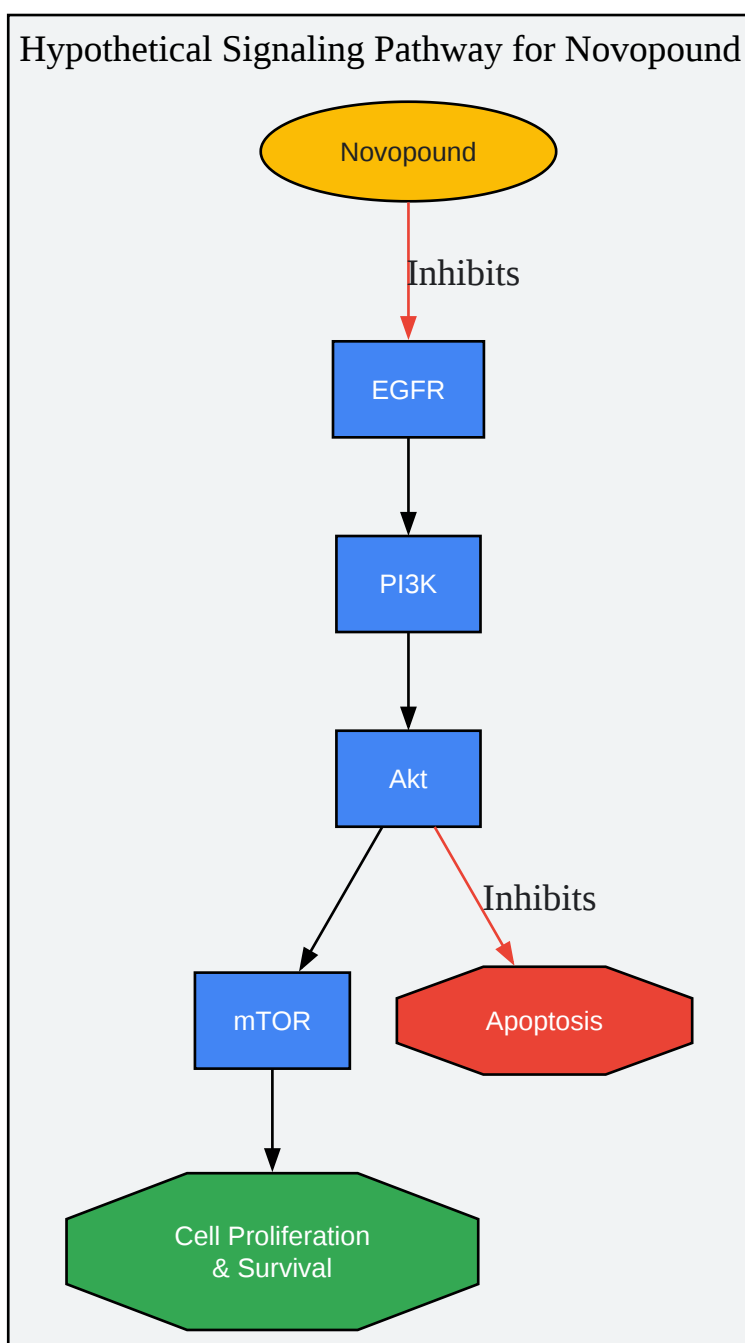 Hypothetical Signaling Pathway for Novopound
Novopound
Inhibits
EGFR
PI3K
Akt
Inhibits
mTOR
Apoptosis
Cell Proliferation
& Survival